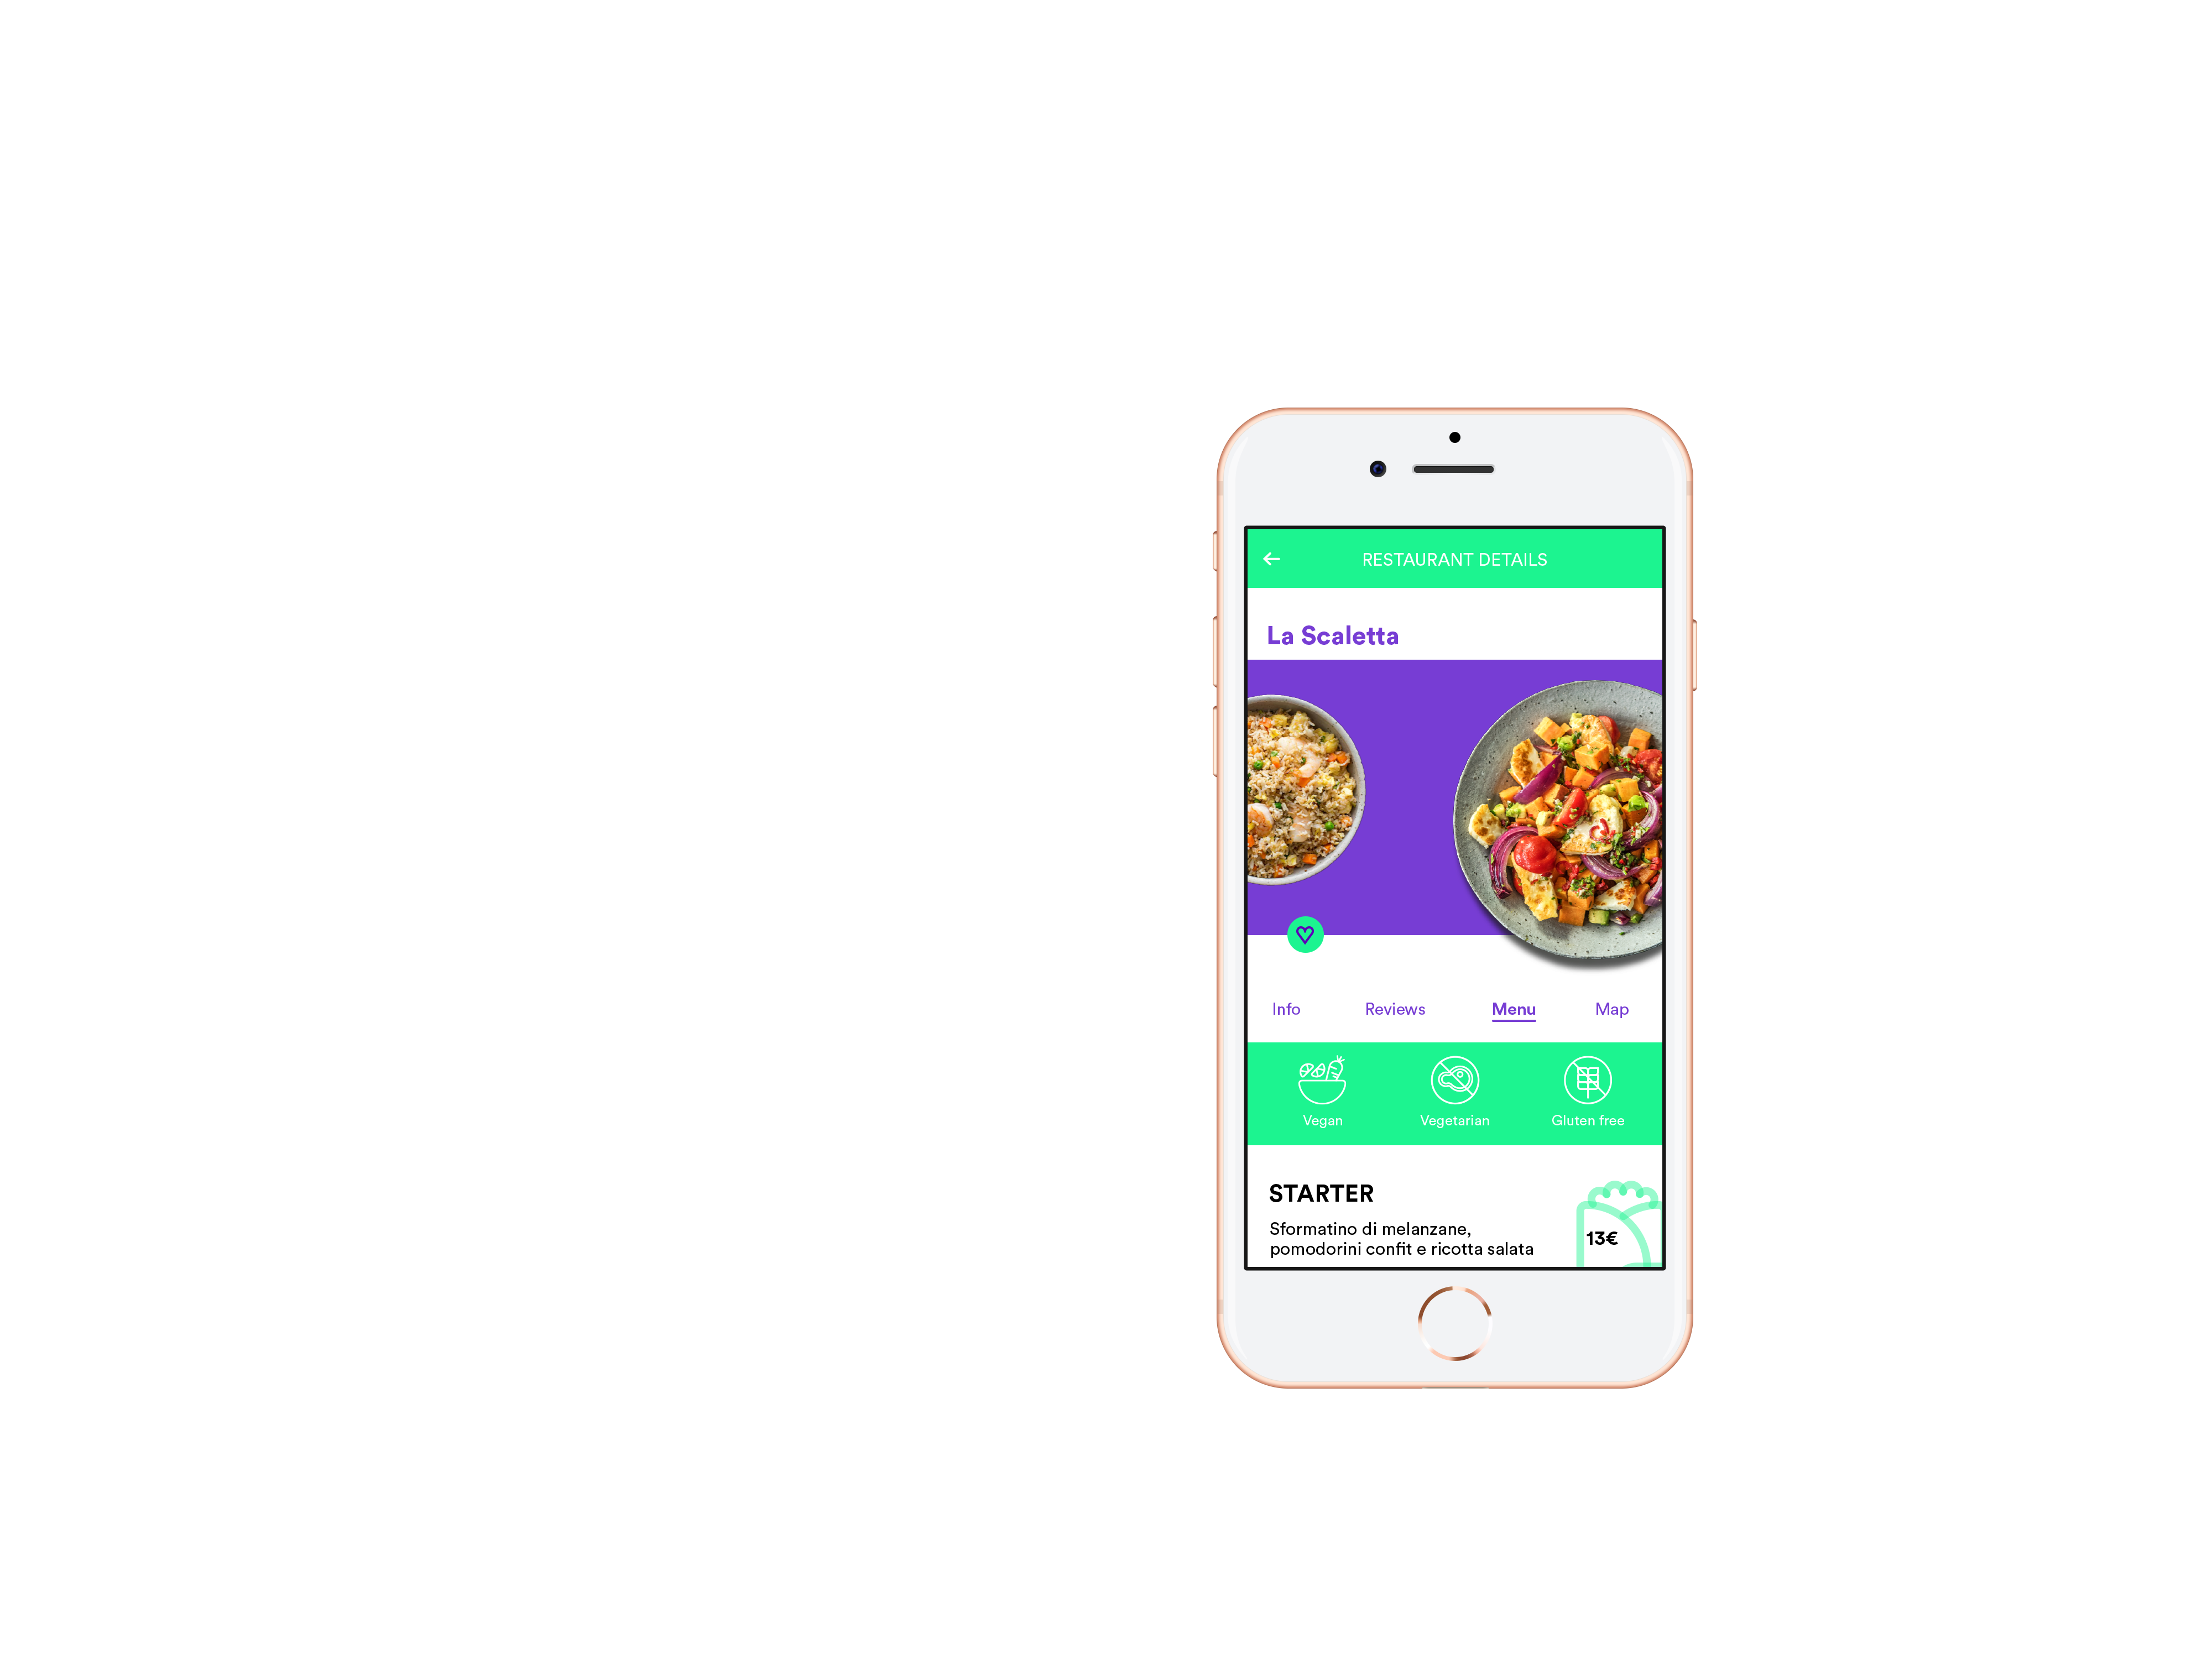 RESTAURANT DETAILS
La Scaletta
Info Reviews Menu Map
Vegan Vegetarian Gluten free
STARTER
Sformatino di melanzane,
pomodorini confit e ricotta salata
13€